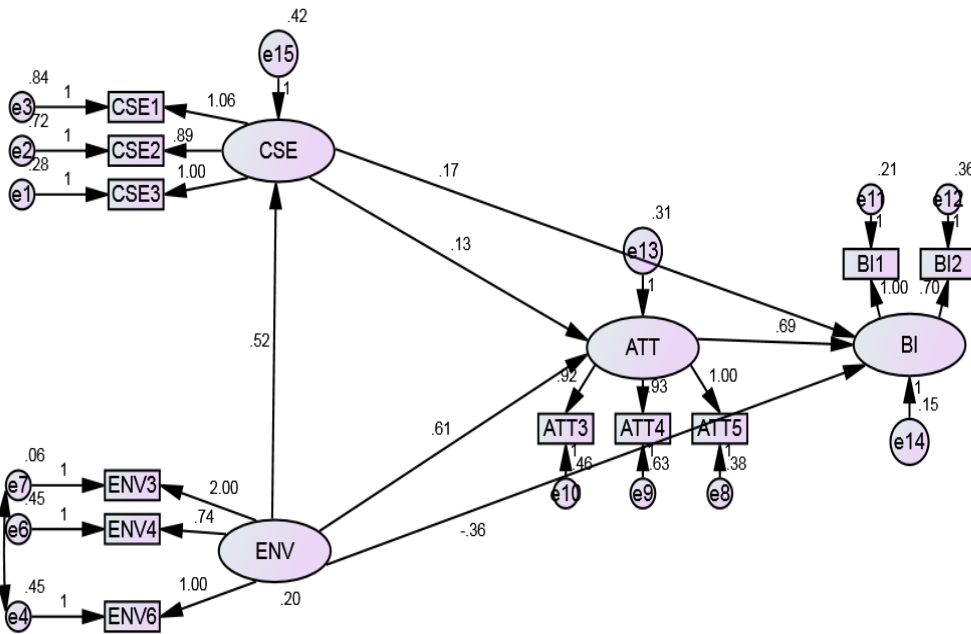 .42
e15
1
.84
e3
1
CSE1
1.06
.72
e2
1
CSE2
.89
CSE
.28
e1
1
CSE3
1.00
.17
.21
.36
e11
e12
1
1
.31
e13
1
.13
BI1
BI2
1.00
.70
.52
ATT
.69
BI
.92
.93
1.00
1
.15
ATT3
ATT4
ATT5
.61
e14
1
.46
1
.63
1
.38
e10
e9
e8
.06
e7
1
ENV3
2.00
.45
e6
1
ENV4
.74
-.36
ENV
.45
e4
1
ENV6
1.00
.20